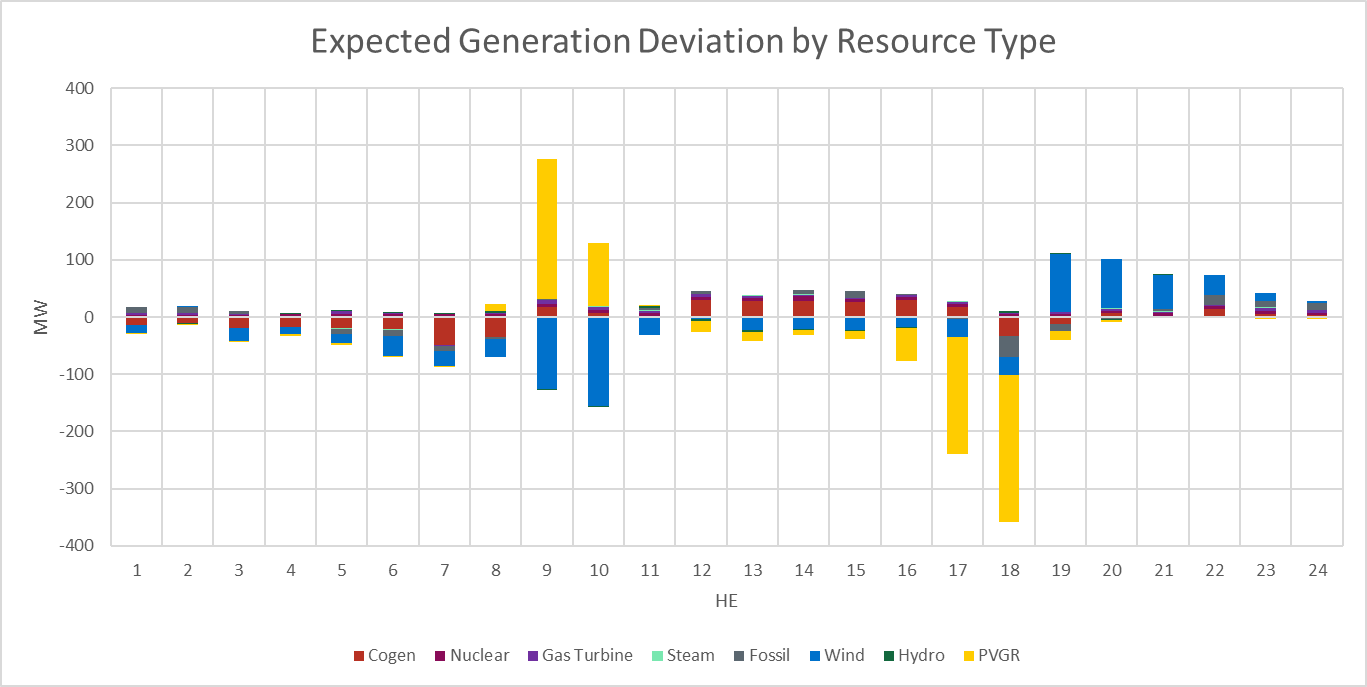 Expected Generation Deviation by Resource Type
400
300
200
100
0
-100
-200
-300
-400
MW
1 2 3 4 5 6 7 8 9 10 11 12 13 14 15 16 17 18 19 20 21 22 23 24
HE
Cogen Nuclear Gas Turbine Steam Fossil Wind Hydro PVGR